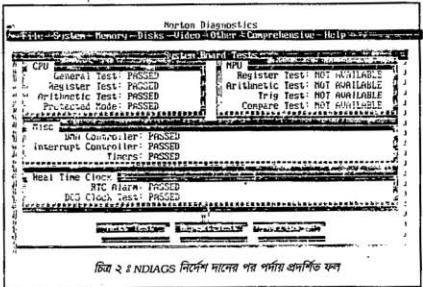 Norton Diagnostics
File System Memory Disks Video Other Comprehensive Help
System Board Tests
CPU
General Test: PASSED
Register Test: PASSED
Arithmetic Test: PASSED
Protected Mode: PASSED
NPU
Register Test: NOT AVAILABLE
Arithmetic Test: NOT AVAILABLE
Trig Test: NOT AVAILABLE
Compare Test: NOT AVAILABLE
Misc
DMA Controller: PASSED
Interrupt Controller: PASSED
Timers: PASSED
Real Time Clock
RTC Alarm: PASSED
Clock Test: PASSED
চিত্র ২ ঃ NDIAGS নির্দেশ দানের পর পর্দায় প্রদর্শিত ফল